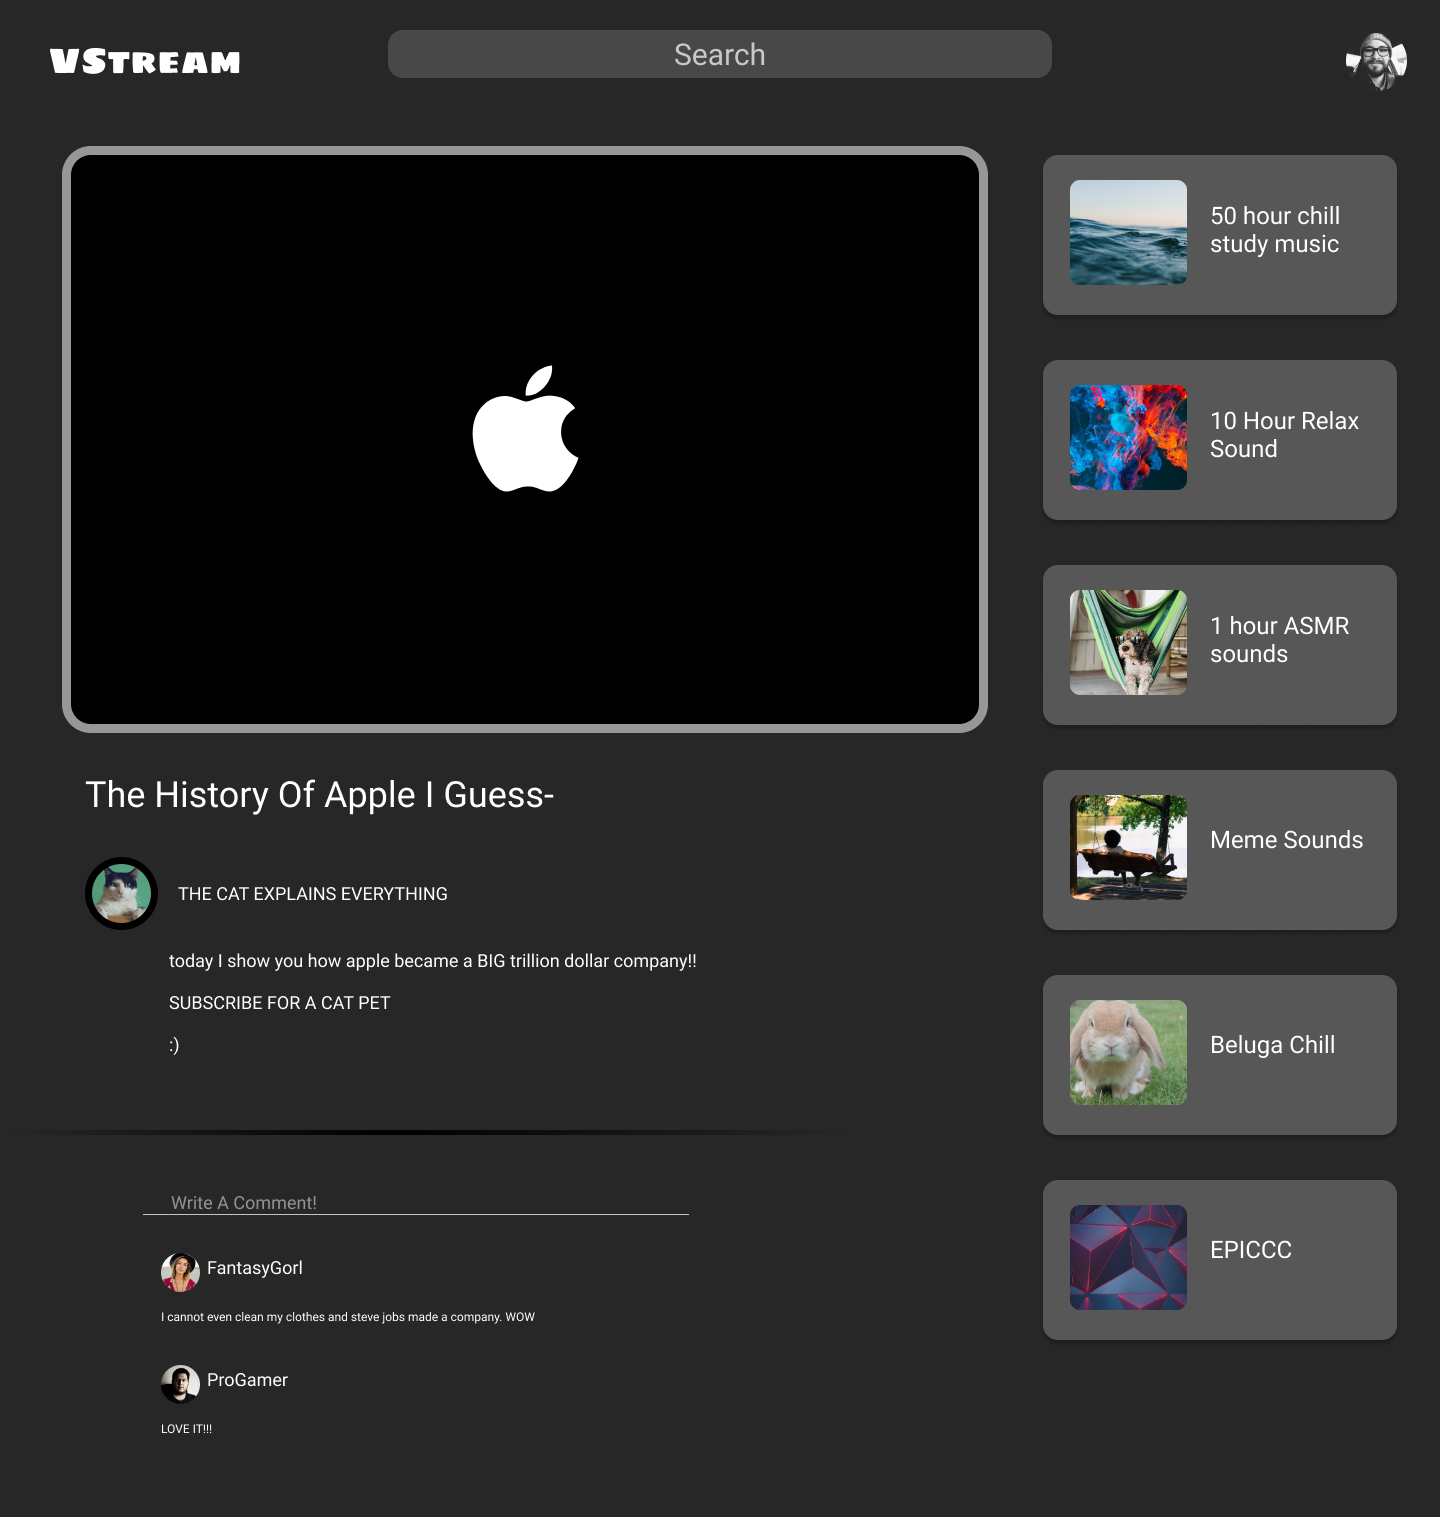 VSTREAM
Search
50 hour chill
study music
10 Hour Relax
Sound
1 hour ASMR
sounds
Meme Sounds
Beluga Chill
EPICCC
The History Of Apple I Guess-
THE CAT EXPLAINS EVERYTHING
today I show you how apple became a BIG trillion dollar company!!
SUBSCRIBE FOR A CAT PET
:)
Write A Comment!
FantasyGorl
I cannot even clean my clothes and steve jobs made a company. WOW
ProGamer
LOVE IT!!!